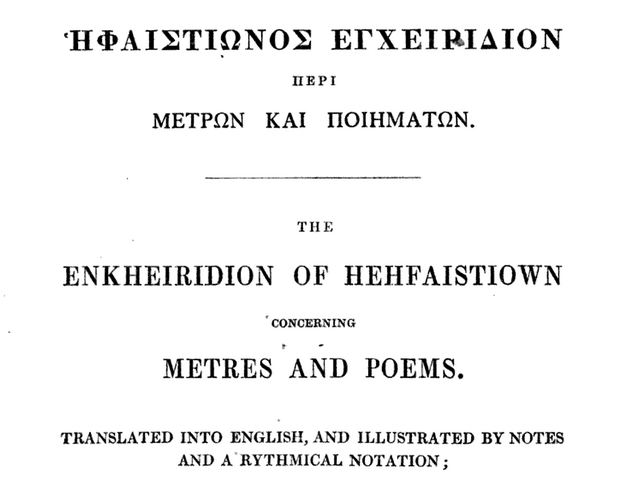 ἩΦΑΙΣΤΙΩΝΟΣ ΕΓΧΕΙΡΙΔΙΟΝ
ΠΕΡΙ
ΜΕΤΡΩΝ ΚΑΙ ΠΟΙΗΜΑΤΩΝ.
THE
ENKHEIRIDION OF HEHFAISTIOWN
CONCERNING
METRES AND POEMS.
TRANSLATED INTO ENGLISH, AND ILLUSTRATED BY NOTES
AND A RYTHMICAL NOTATION;